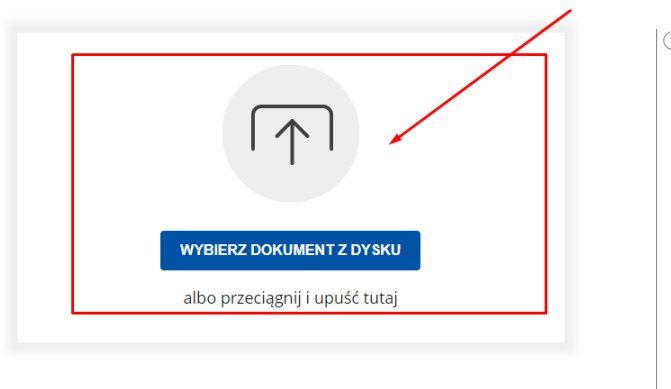 WYBIERZ DOKUMENT Z DYSKU
albo przeciągnij i upuść tutaj